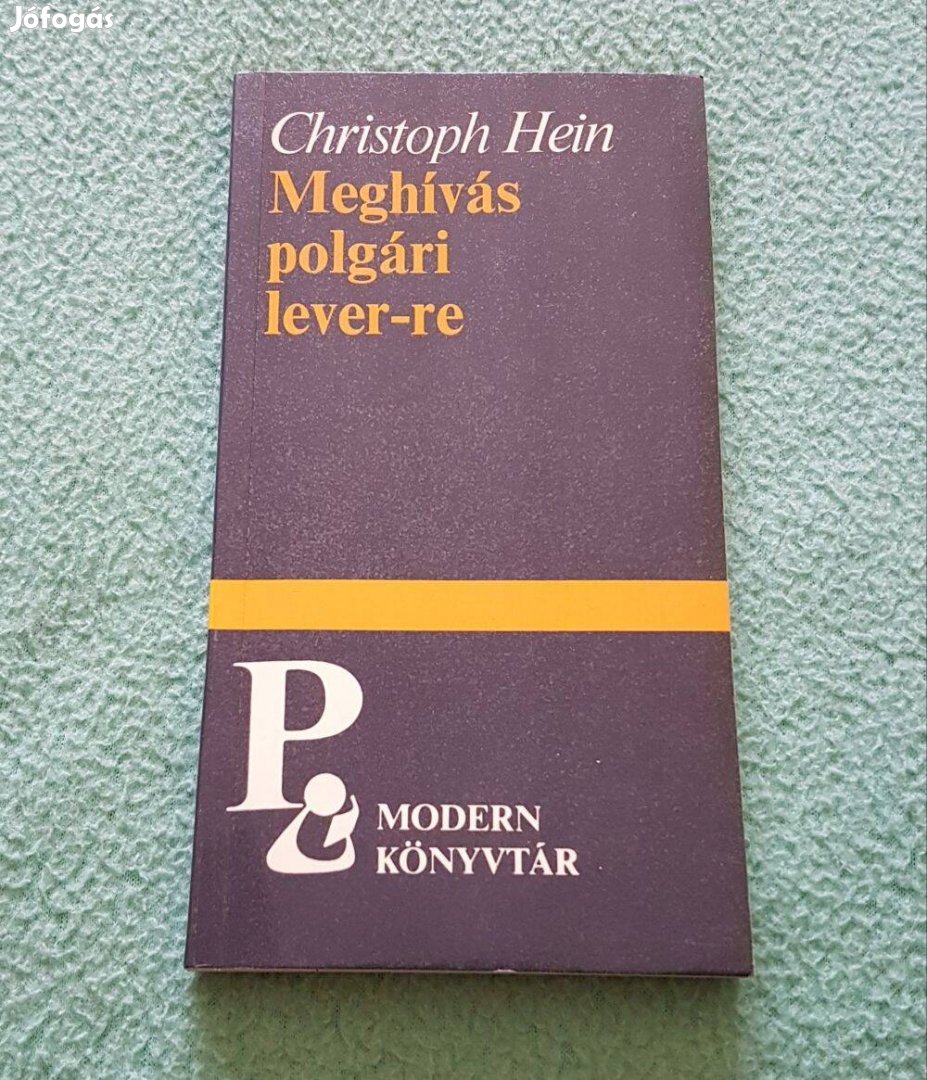 Jófogás
Christoph Hein
Meghívás
polgári
lever-re
P
MODERN
KÖNYVTÁR